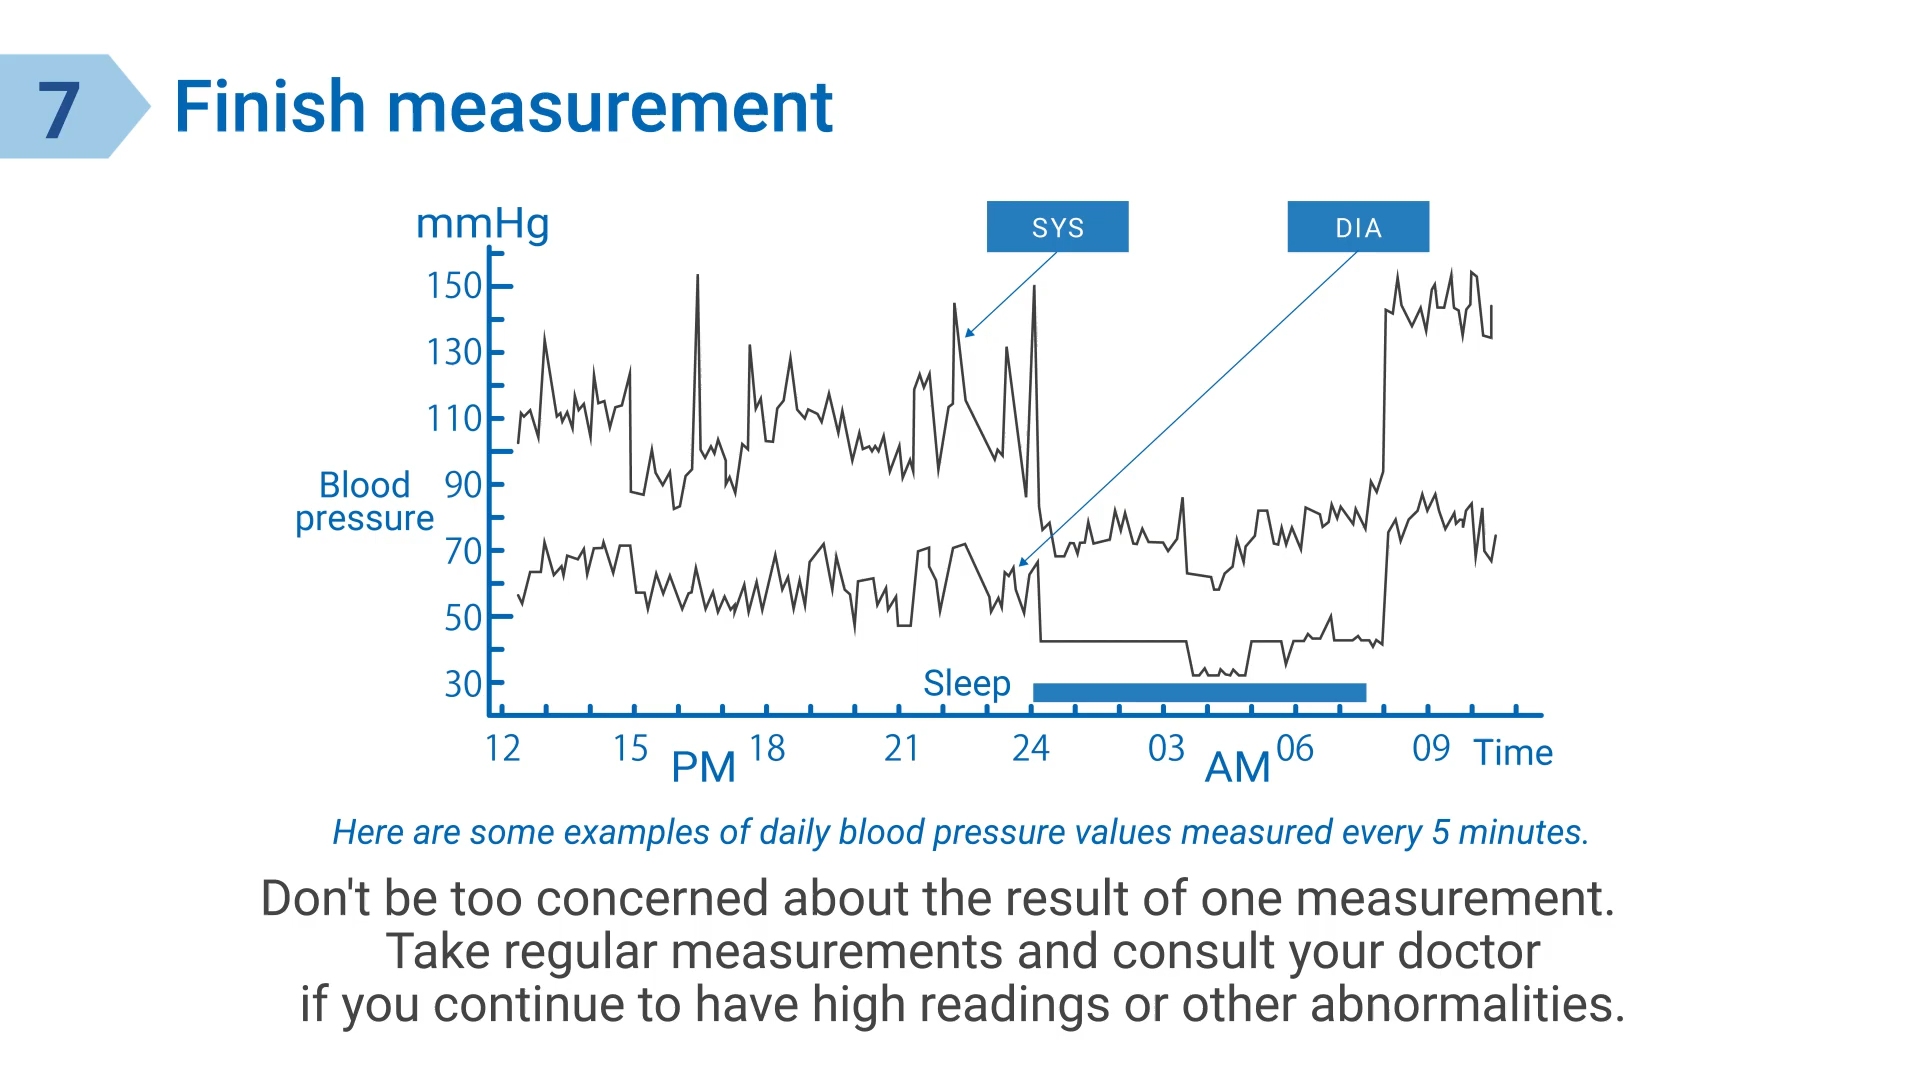 7
Finish measurement
mmHg
SYS
DIA
150
130
110
90
70
50
30
Blood
pressure
Sleep
12 15 18 21 24 03 06 09 Time
PM AM
Here are some examples of daily blood pressure values measured every 5 minutes.
Don't be too concerned about the result of one measurement.
Take regular measurements and consult your doctor
if you continue to have high readings or other abnormalities.